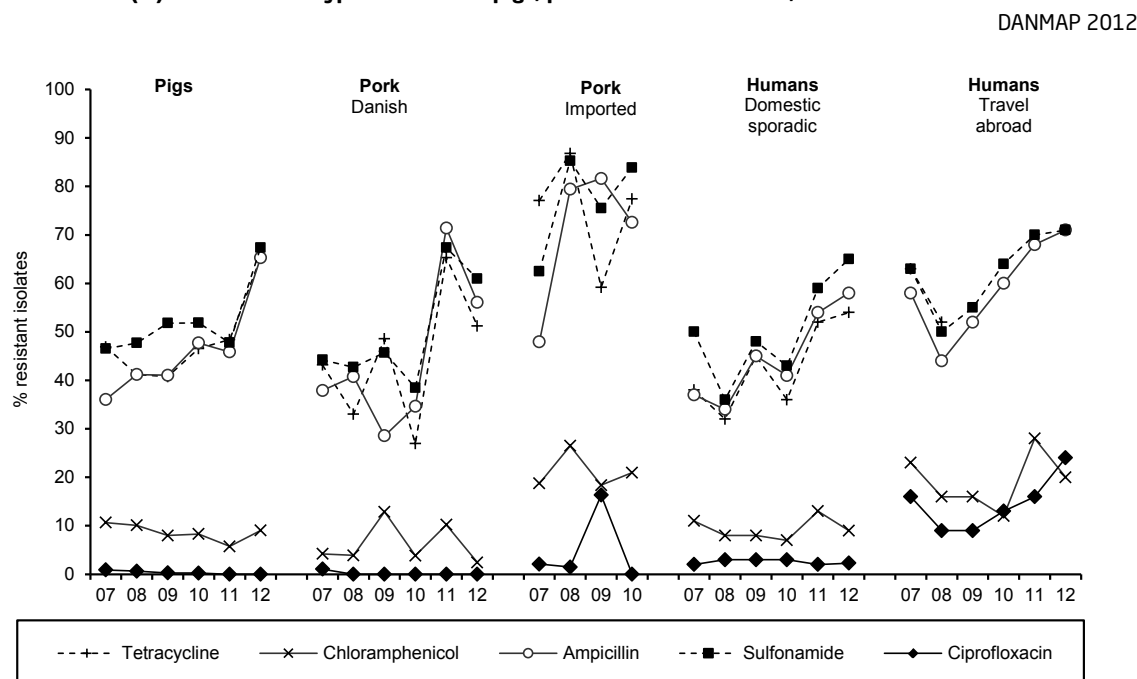 DANMAP 2012
Pigs
Pork
Danish
Pork
Imported
Humans
Domestic
sporadic
Humans
Travel
abroad
% resistant isolates
100
90
80
70
60
50
40
30
20
10
0
07 08 09 10 11 12
07 08 09 10 11 12
07 08 09 10
07 08 09 10 11 12
07 08 09 10 11 12
Tetracycline Chloramphenicol Ampicillin Sulfonamide Ciprofloxacin